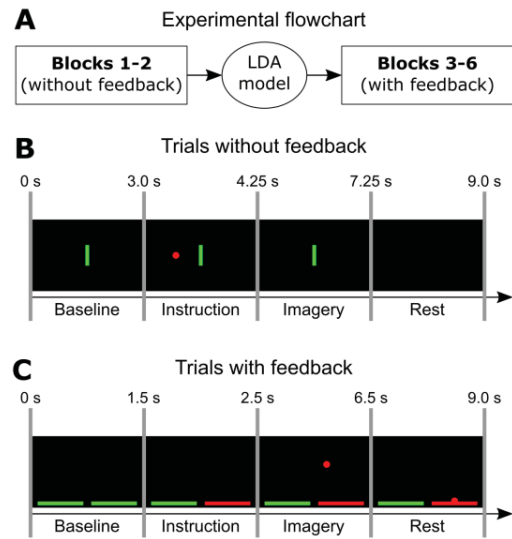 A
Experimental flowchart
Blocks 1-2
(without feedback)
LDA
model
Blocks 3-6
(with feedback)
B
Trials without feedback
0 s 3.0 s 4.25 s 7.25 s 9.0 s
Baseline Instruction Imagery Rest
C
Trials with feedback
0 s 1.5 s 2.5 s 6.5 s 9.0 s
Baseline Instruction Imagery Rest